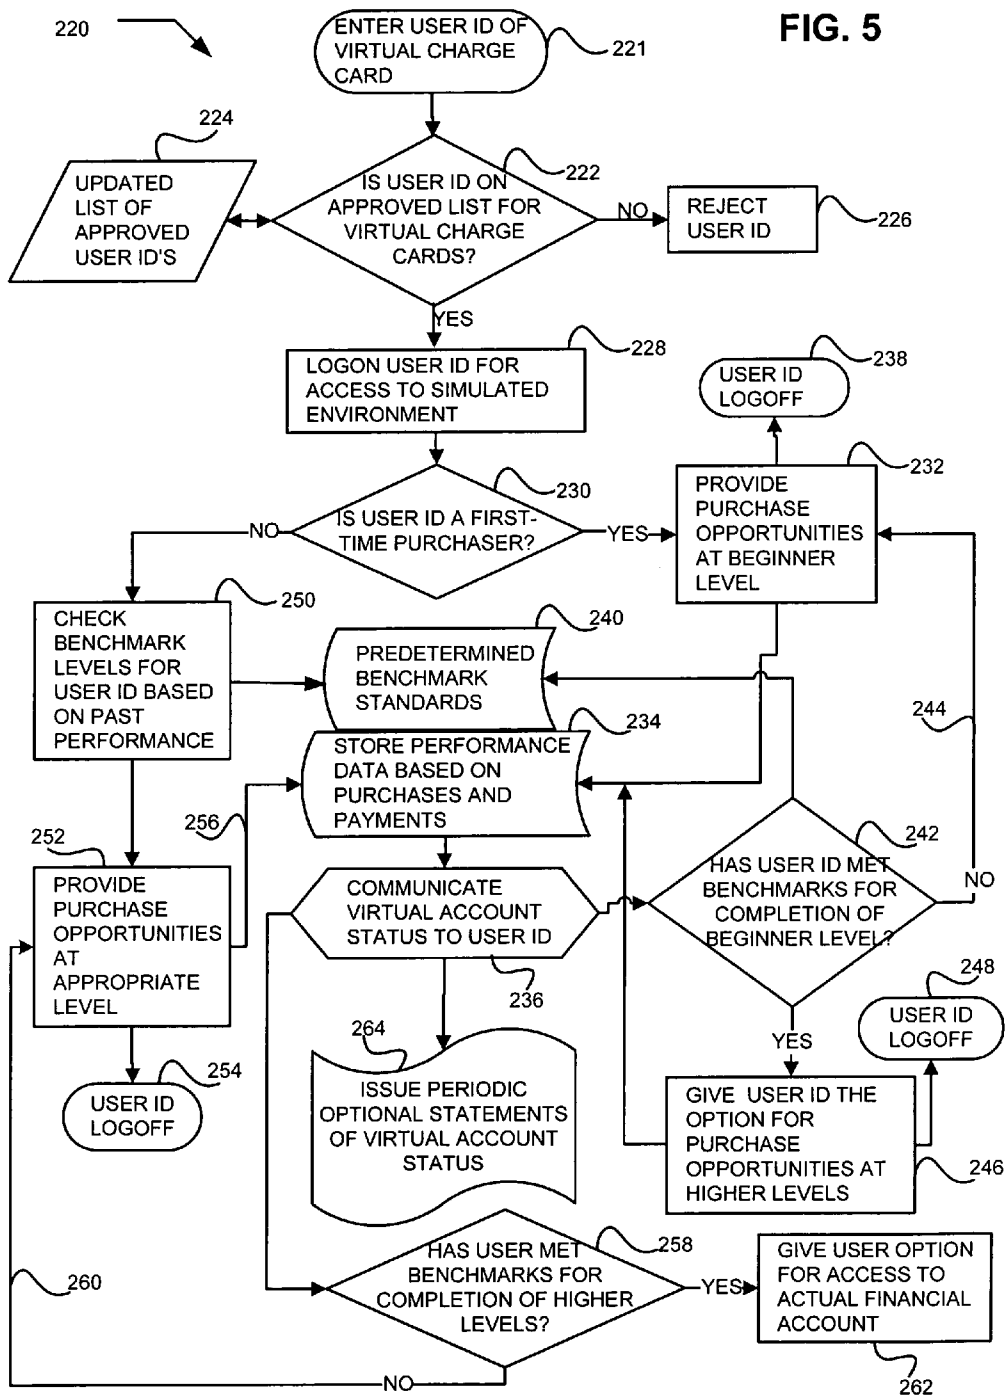 FIG. 5
220
ENTER USER ID OF
VIRTUAL CHARGE
CARD
221
224
UPDATED
LIST OF
APPROVED
USER ID'S
IS USER ID ON
APPROVED LIST FOR
VIRTUAL CHARGE
CARDS?
222
NO
REJECT
USER ID
226
YES
LOGON USER ID FOR
ACCESS TO SIMULATED
ENVIRONMENT
228
USER ID
LOGOFF
238
IS USER ID A FIRST-
TIME PURCHASER?
230
NO
YES
PROVIDE
PURCHASE
OPPORTUNITIES
AT BEGINNER
LEVEL
232
CHECK
BENCHMARK
LEVELS FOR
USER ID BASED
ON PAST
PERFORMANCE
250
PREDETERMINED
BENCHMARK
STANDARDS
240
STORE PERFORMANCE
DATA BASED ON
PURCHASES AND
PAYMENTS
234
244
256
252
PROVIDE
PURCHASE
OPPORTUNITIES
AT
APPROPRIATE
LEVEL
COMMUNICATE
VIRTUAL ACCOUNT
STATUS TO USER ID
236
HAS USER ID MET
BENCHMARKS FOR
COMPLETION OF
BEGINNER LEVEL?
242
NO
YES
USER ID
LOGOFF
248
USER ID
LOGOFF
254
264
ISSUE PERIODIC
OPTIONAL STATEMENTS
OF VIRTUAL ACCOUNT
STATUS
GIVE USER ID THE
OPTION FOR
PURCHASE
OPPORTUNITIES AT
HIGHER LEVELS
246
HAS USER MET
BENCHMARKS FOR
COMPLETION OF HIGHER
LEVELS?
258
YES
GIVE USER OPTION
FOR ACCESS TO
ACTUAL FINANCIAL
ACCOUNT
262
260
NO